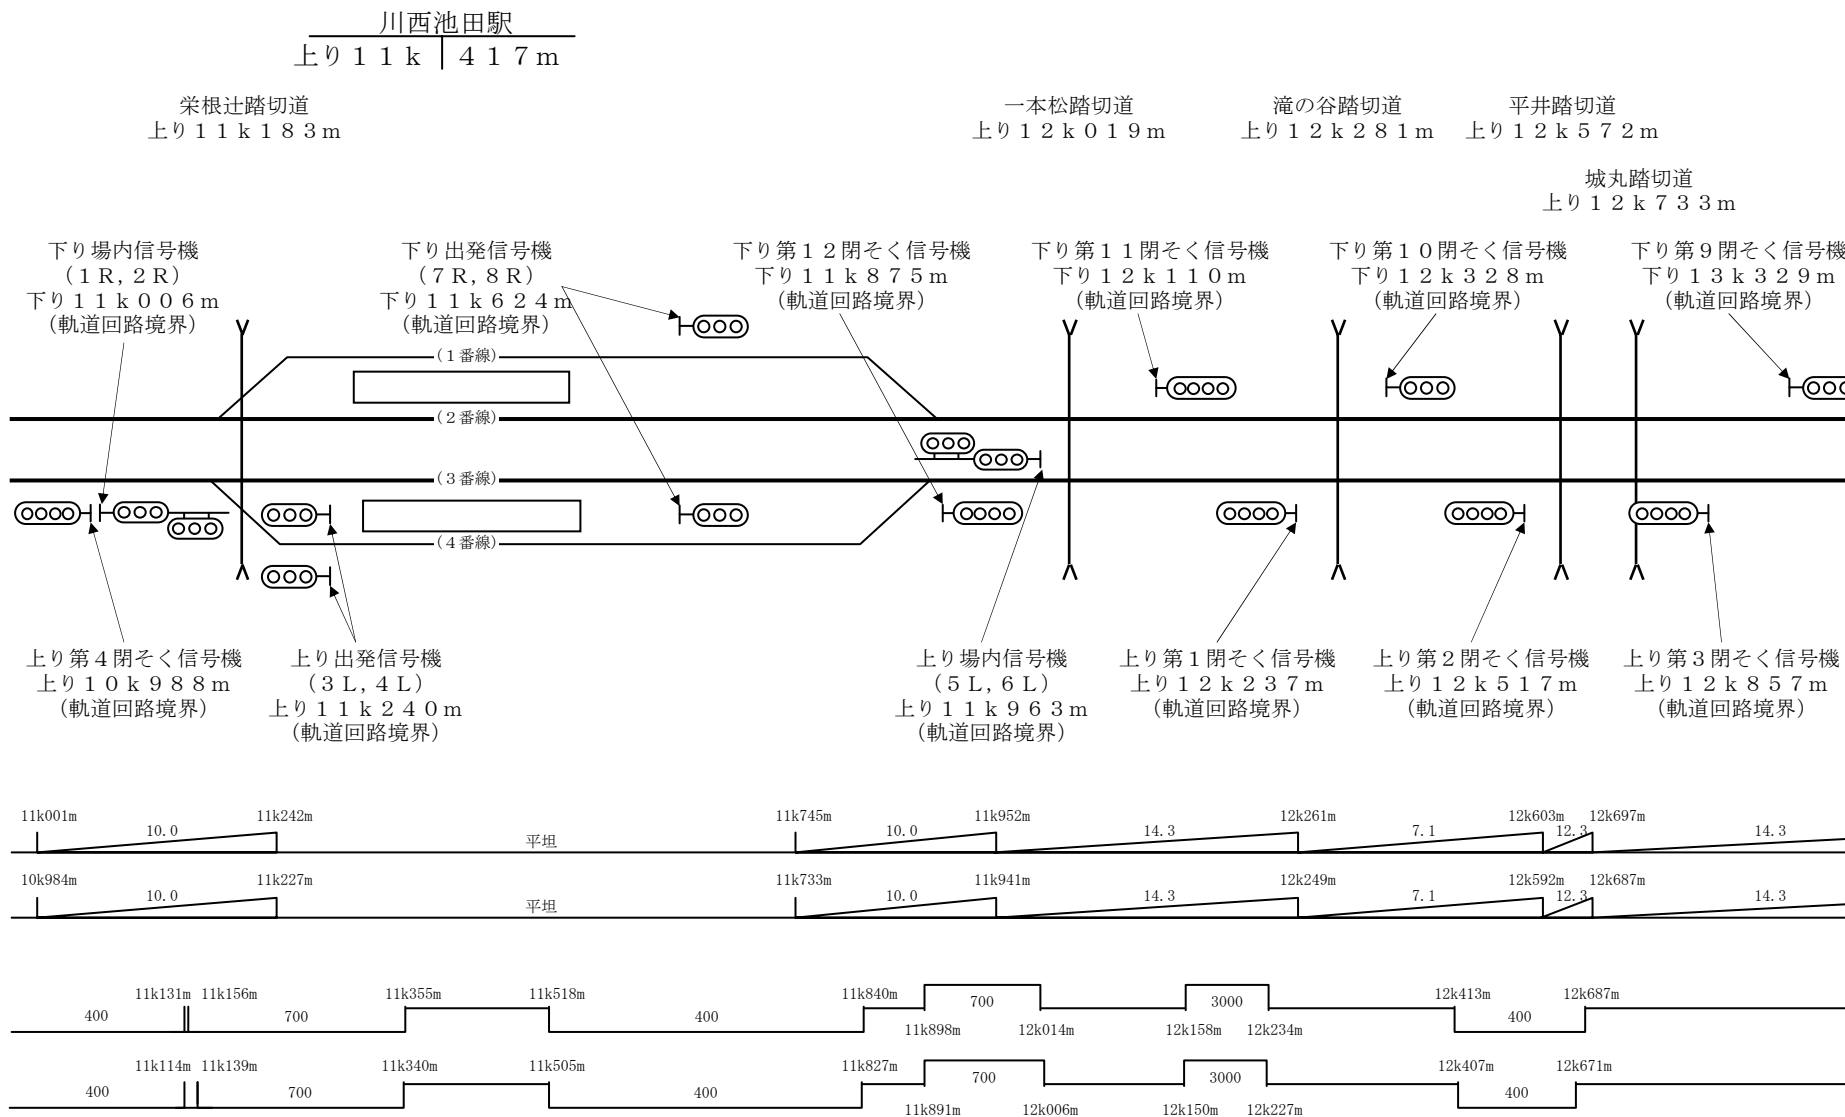 川西池田駅
上り１１ｋ ４１７ｍ
栄根辻踏切道
上り１１ｋ１８３ｍ
一本松踏切道
上り１２ｋ０１９ｍ
滝の谷踏切道
上り１２ｋ２８１ｍ
平井踏切道
上り１２ｋ５７２ｍ
城丸踏切道
上り１２ｋ７３３ｍ
下り場内信号機
（１Ｒ,２Ｒ）
下り１１ｋ００６ｍ
（軌道回路境界）
下り出発信号機
（７Ｒ,８Ｒ）
下り１１ｋ６２４ｍ
（軌道回路境界）
下り第１２閉そく信号機
下り１１ｋ８７５ｍ
（軌道回路境界）
下り第１１閉そく信号機
下り１２ｋ１１０ｍ
（軌道回路境界）
下り第１０閉そく信号機
下り１２ｋ３２８ｍ
（軌道回路境界）
下り第９閉そく信号機
下り１３ｋ３２９ｍ
（軌道回路境界）
（１番線）
（２番線）
（３番線）
（４番線）
上り第４閉そく信号機
上り１０ｋ９８８ｍ
（軌道回路境界）
上り出発信号機
（３Ｌ,４Ｌ）
上り１１ｋ２４０ｍ
（軌道回路境界）
上り場内信号機
（５Ｌ,６Ｌ）
上り１１ｋ９６３ｍ
（軌道回路境界）
上り第１閉そく信号機
上り１２ｋ２３７ｍ
（軌道回路境界）
上り第２閉そく信号機
上り１２ｋ５１７ｍ
（軌道回路境界）
上り第３閉そく信号機
上り１２ｋ８５７ｍ
（軌道回路境界）
11k001m 11k242m 11k745m 11k952m 12k261m 12k603m 12k697m
10.0 平坦 10.0 14.3 7.1 12.3 14.3
10k984m 11k227m 11k733m 11k941m 12k249m 12k592m 12k687m
10.0 平坦 10.0 14.3 7.1 12.3 14.3
11k131m 11k156m 11k355m 11k518m 11k840m 12k413m 12k687m
400 700 400 700 3000 400
11k898m 12k014m 12k158m 12k234m
11k114m 11k139m 11k340m 11k505m 11k827m 12k407m 12k671m
400 700 400 700 3000 400
11k891m 12k006m 12k150m 12k227m